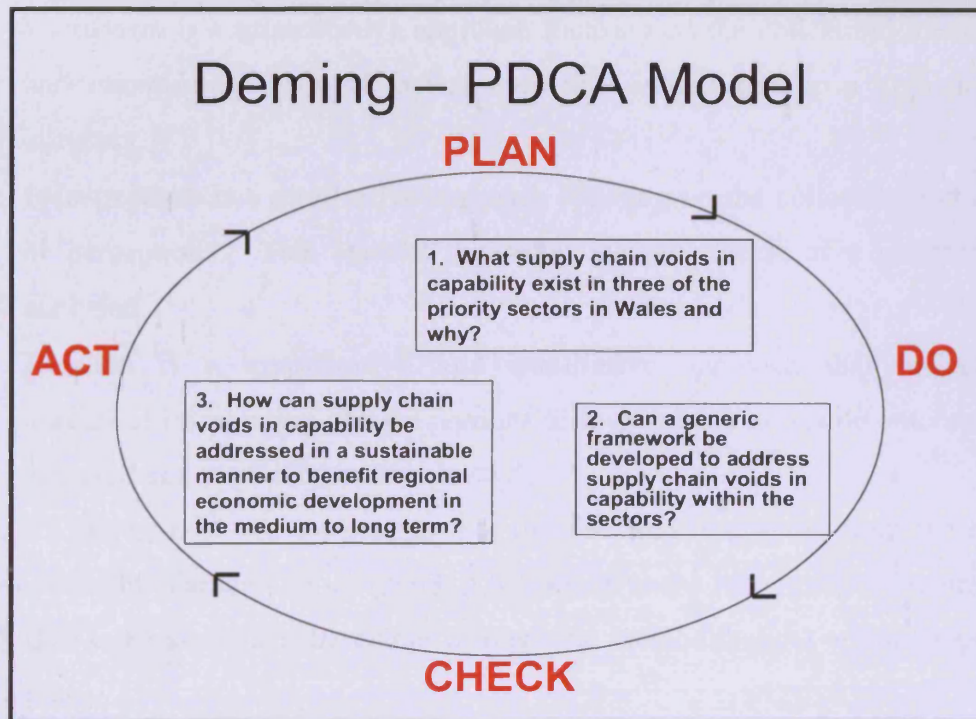 Deming – PDCA Model
PLAN
1. What supply chain voids in
capability exist in three of the
priority sectors in Wales and
why?
ACT
DO
3. How can supply chain
voids in capability be
addressed in a sustainable
manner to benefit regional
economic development in
the medium to long term?
2. Can a generic
framework be
developed to address
supply chain voids in
capability within the
sectors?
CHECK